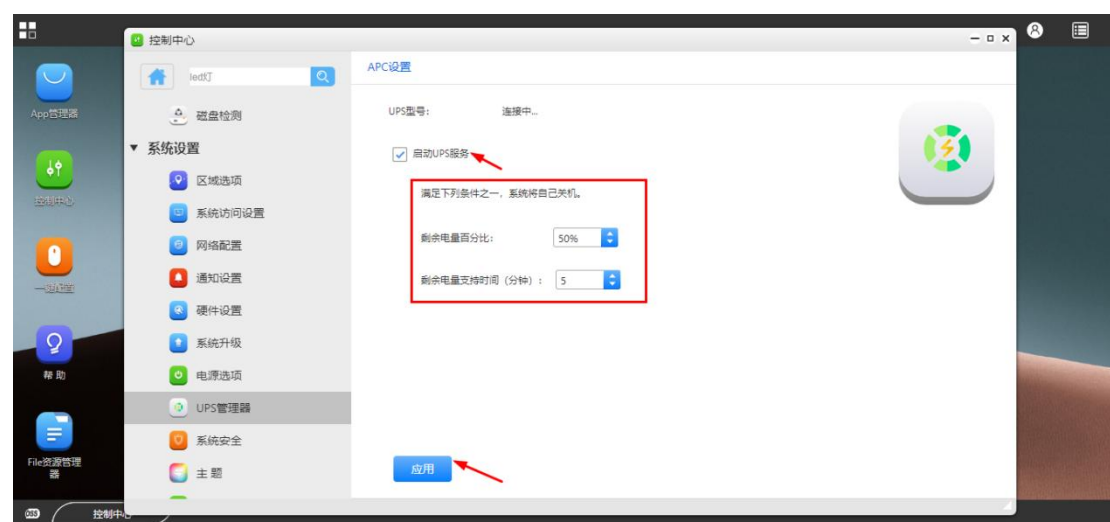 控制中心
App管理器
控制中心
一键配置
帮 助
File资源管理
器
led灯
磁盘检测
系统设置
区域选项
系统访问设置
网络配置
通知设置
硬件设置
系统升级
电源选项
UPS管理器
系统安全
主 题
APC设置
UPS型号: 连接中...
启动UPS服务
满足下列条件之一，系统将自己关机。
剩余电量百分比: 50%
剩余电量支持时间（分钟）: 5
应用
控制中心